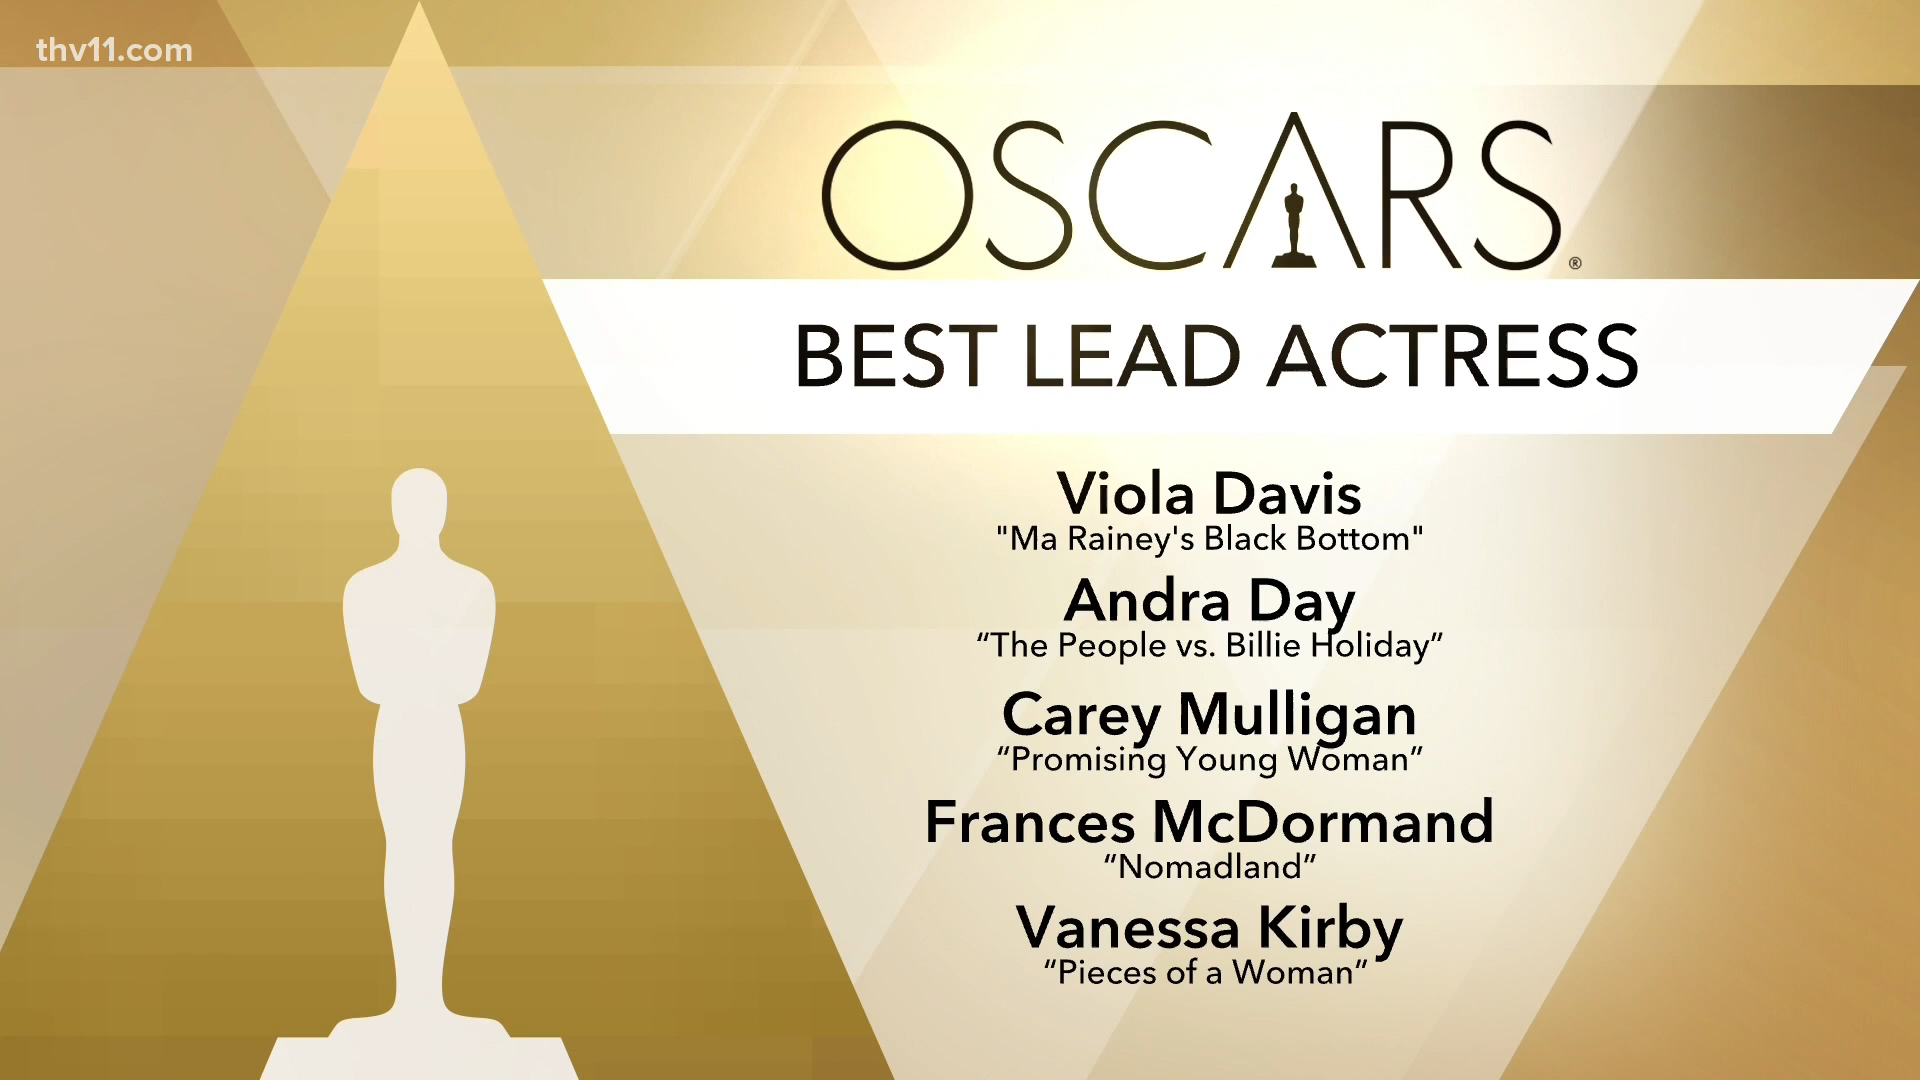 thv11.com
OSCARS®
BEST LEAD ACTRESS
Viola Davis
"Ma Rainey's Black Bottom"
Andra Day
“The People vs. Billie Holiday”
Carey Mulligan
“Promising Young Woman”
Frances McDormand
“Nomadland”
Vanessa Kirby
“Pieces of a Woman”